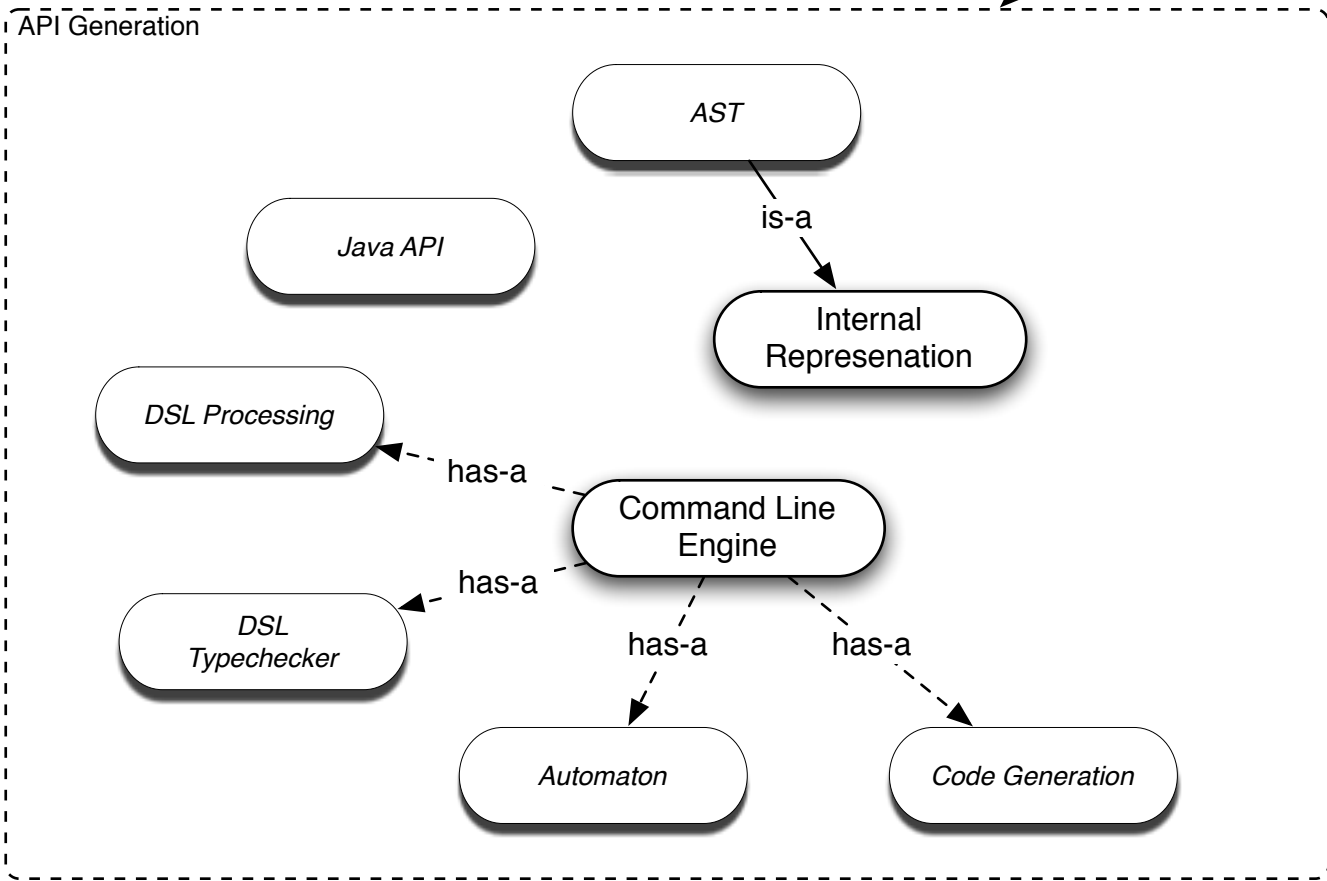 API Generation
AST
is-a
Java API
Internal
Represenation
DSL Processing
has-a
Command Line
Engine
has-a
DSL
Typechecker
has-a
has-a
Automaton
Code Generation